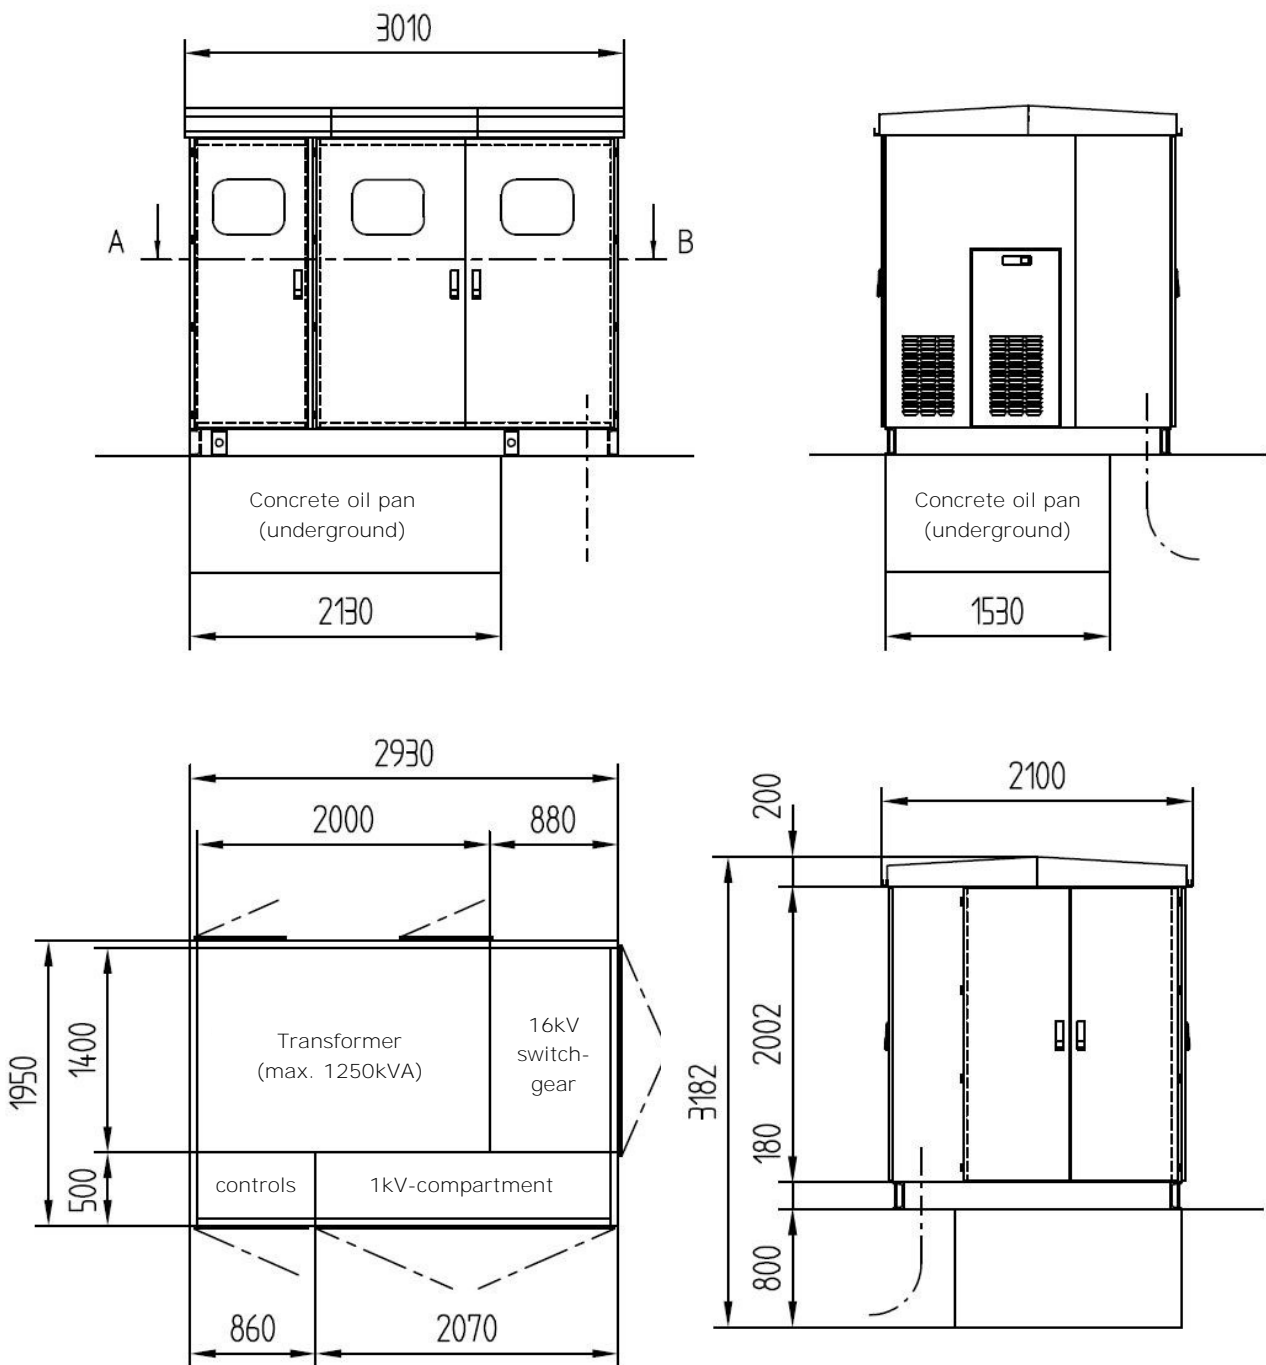 3010
A
B
Concrete oil pan
(underground)
Concrete oil pan
(underground)
2130
1530
2930
2000
880
200
2100
1950
1400
500
Transformer
(max. 1250kVA)
16kV
switch-
gear
controls
1kV-compartment
860
2070
3182
2002
180
800